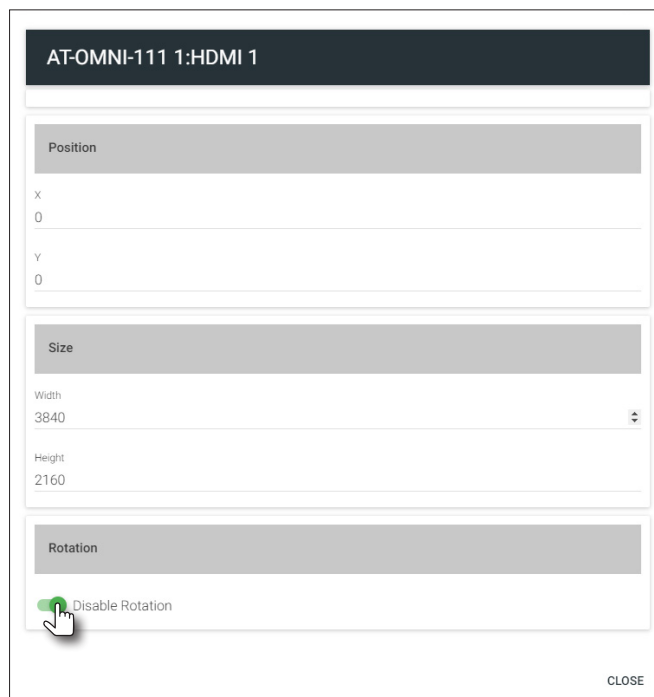 AT-OMNI-111 1:HDMI 1
Position
X
0
Y
0
Size
Width
3840
Height
2160
Rotation
Disable Rotation
CLOSE